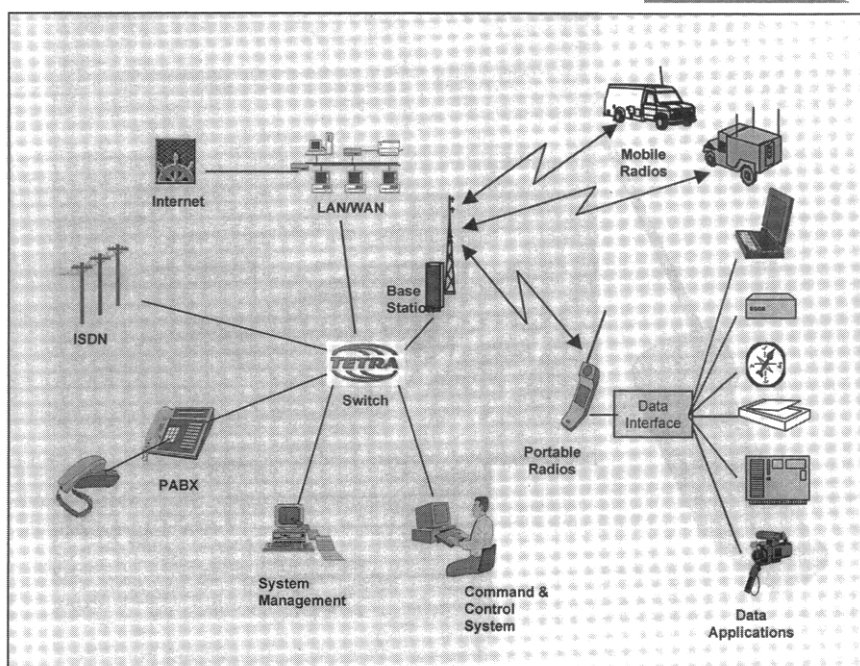 Mobile
Radios
Internet
LAN/WAN
Base
Station
ISDN
TETRA
Switch
Data
Interface
Portable
Radios
PABX
System
Management
Command &
Control
System
Data
Applications